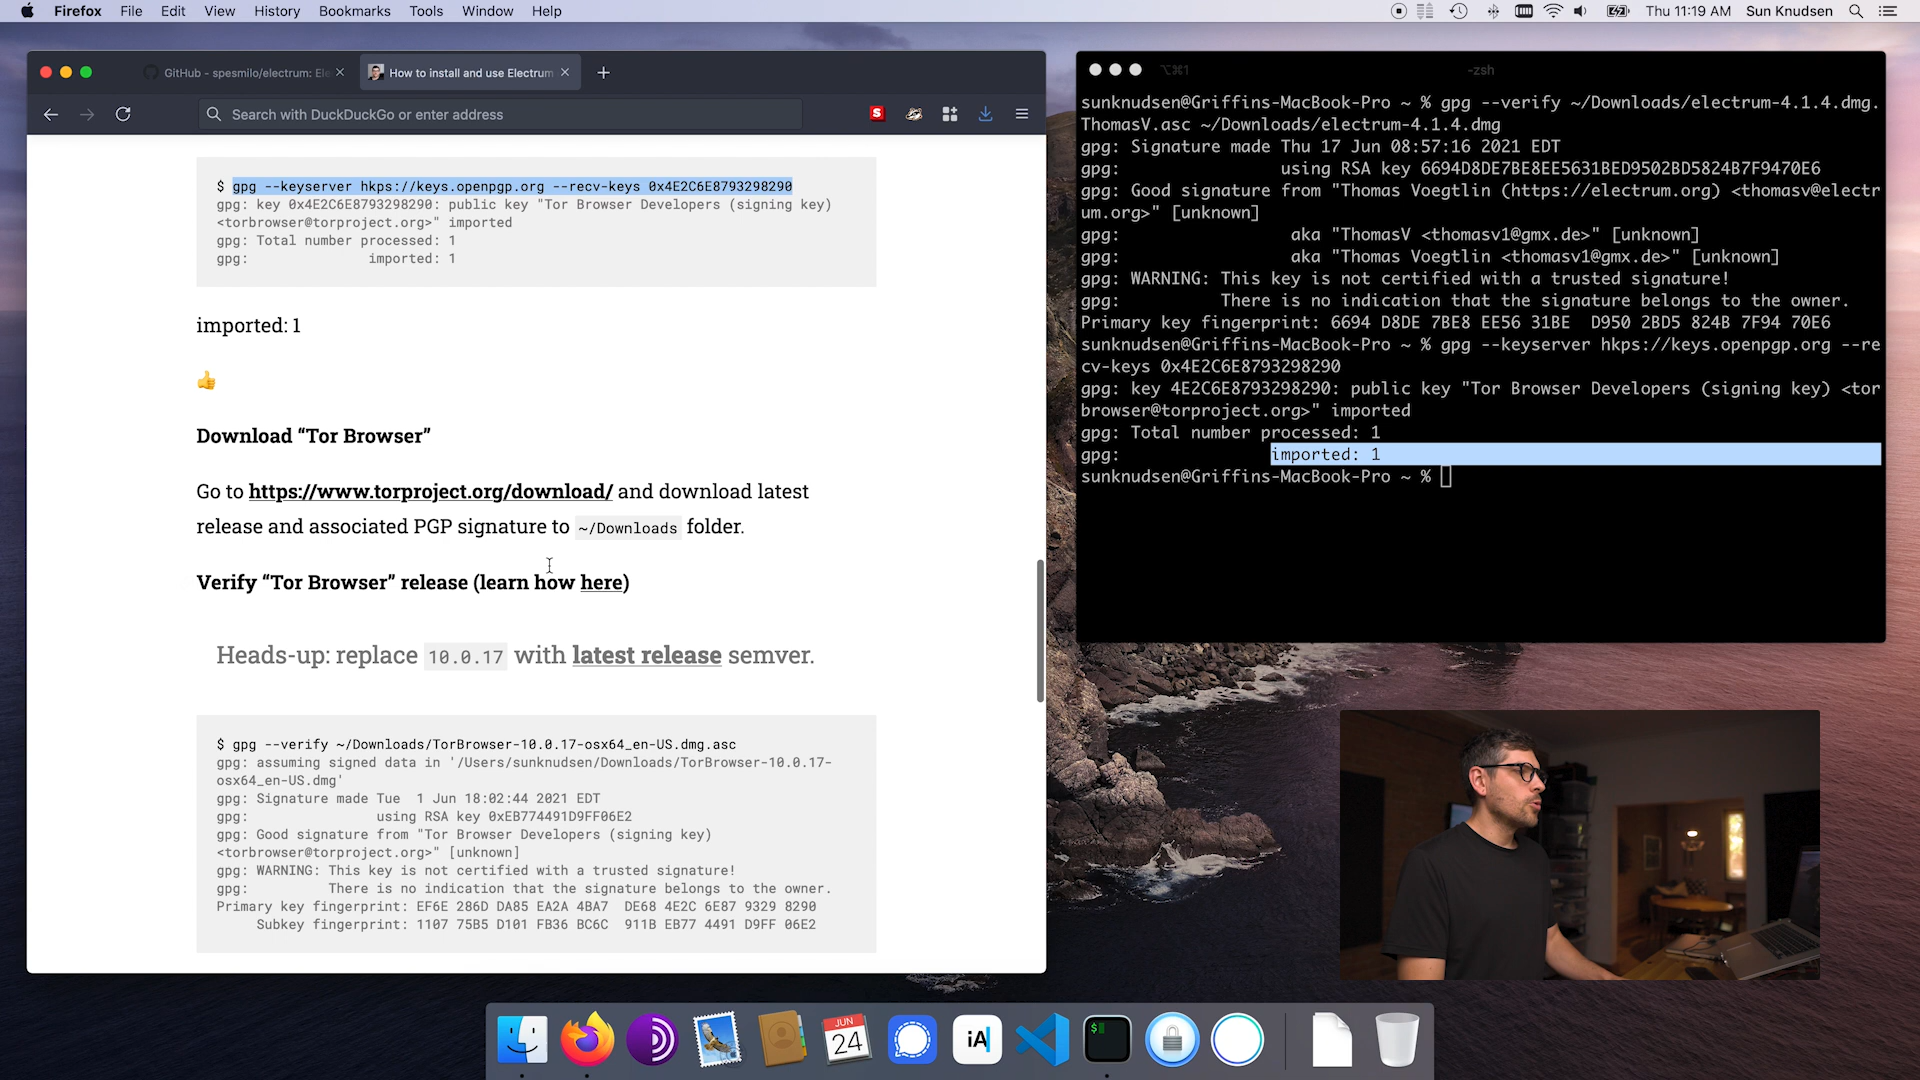 Firefox File Edit View History Bookmarks Tools Window Help
Thu 11:19 AM Sun Knudsen
GitHub - spesmilo/electrum: Ele
How to install and use Electrum
Search with DuckDuckGo or enter address
S
$ gpg --keyserver hkps://keys.openpgp.org --recv-keys 0x4E2C6E8793298290
gpg: key 0x4E2C6E8793298290: public key "Tor Browser Developers (signing key)
<torbrowser@torproject.org>" imported
gpg: Total number processed: 1
gpg: imported: 1
imported: 1
👍
Download “Tor Browser”
Go to https://www.torproject.org/download/ and download latest
release and associated PGP signature to ~/Downloads folder.
Verify “Tor Browser” release (learn how here)
Heads-up: replace 10.0.17 with latest release semver.
$ gpg --verify ~/Downloads/TorBrowser-10.0.17-osx64_en-US.dmg.asc
gpg: assuming signed data in '/Users/sunknudsen/Downloads/TorBrowser-10.0.17-
osx64_en-US.dmg'
gpg: Signature made Tue 1 Jun 18:02:44 2021 EDT
gpg: using RSA key 0xEB774491D9FF06E2
gpg: Good signature from "Tor Browser Developers (signing key)
<torbrowser@torproject.org>" [unknown]
gpg: WARNING: This key is not certified with a trusted signature!
gpg: There is no indication that the signature belongs to the owner.
Primary key fingerprint: EF6E 286D DA85 EA2A 4BA7 DE68 4E2C 6E87 9329 8290
Subkey fingerprint: 1107 75B5 D101 FB36 BC6C 911B EB77 4491 D9FF 06E2
⌥⌘1 -zsh
sunknudsen@Griffins-MacBook-Pro ~ % gpg --verify ~/Downloads/electrum-4.1.4.dmg.
ThomasV.asc ~/Downloads/electrum-4.1.4.dmg
gpg: Signature made Thu 17 Jun 08:57:16 2021 EDT
gpg: using RSA key 6694D8DE7BE8EE5631BED9502BD5824B7F9470E6
gpg: Good signature from "Thomas Voegtlin (https://electrum.org) <thomasv@electr
um.org>" [unknown]
gpg: aka "ThomasV <thomasv1@gmx.de>" [unknown]
gpg: aka "Thomas Voegtlin <thomasv1@gmx.de>" [unknown]
gpg: WARNING: This key is not certified with a trusted signature!
gpg: There is no indication that the signature belongs to the owner.
Primary key fingerprint: 6694 D8DE 7BE8 EE56 31BE D950 2BD5 824B 7F94 70E6
sunknudsen@Griffins-MacBook-Pro ~ % gpg --keyserver hkps://keys.openpgp.org --re
cv-keys 0x4E2C6E8793298290
gpg: key 4E2C6E8793298290: public key "Tor Browser Developers (signing key) <tor
browser@torproject.org>" imported
gpg: Total number processed: 1
gpg: imported: 1
sunknudsen@Griffins-MacBook-Pro ~ %
JUN
24
iA
$